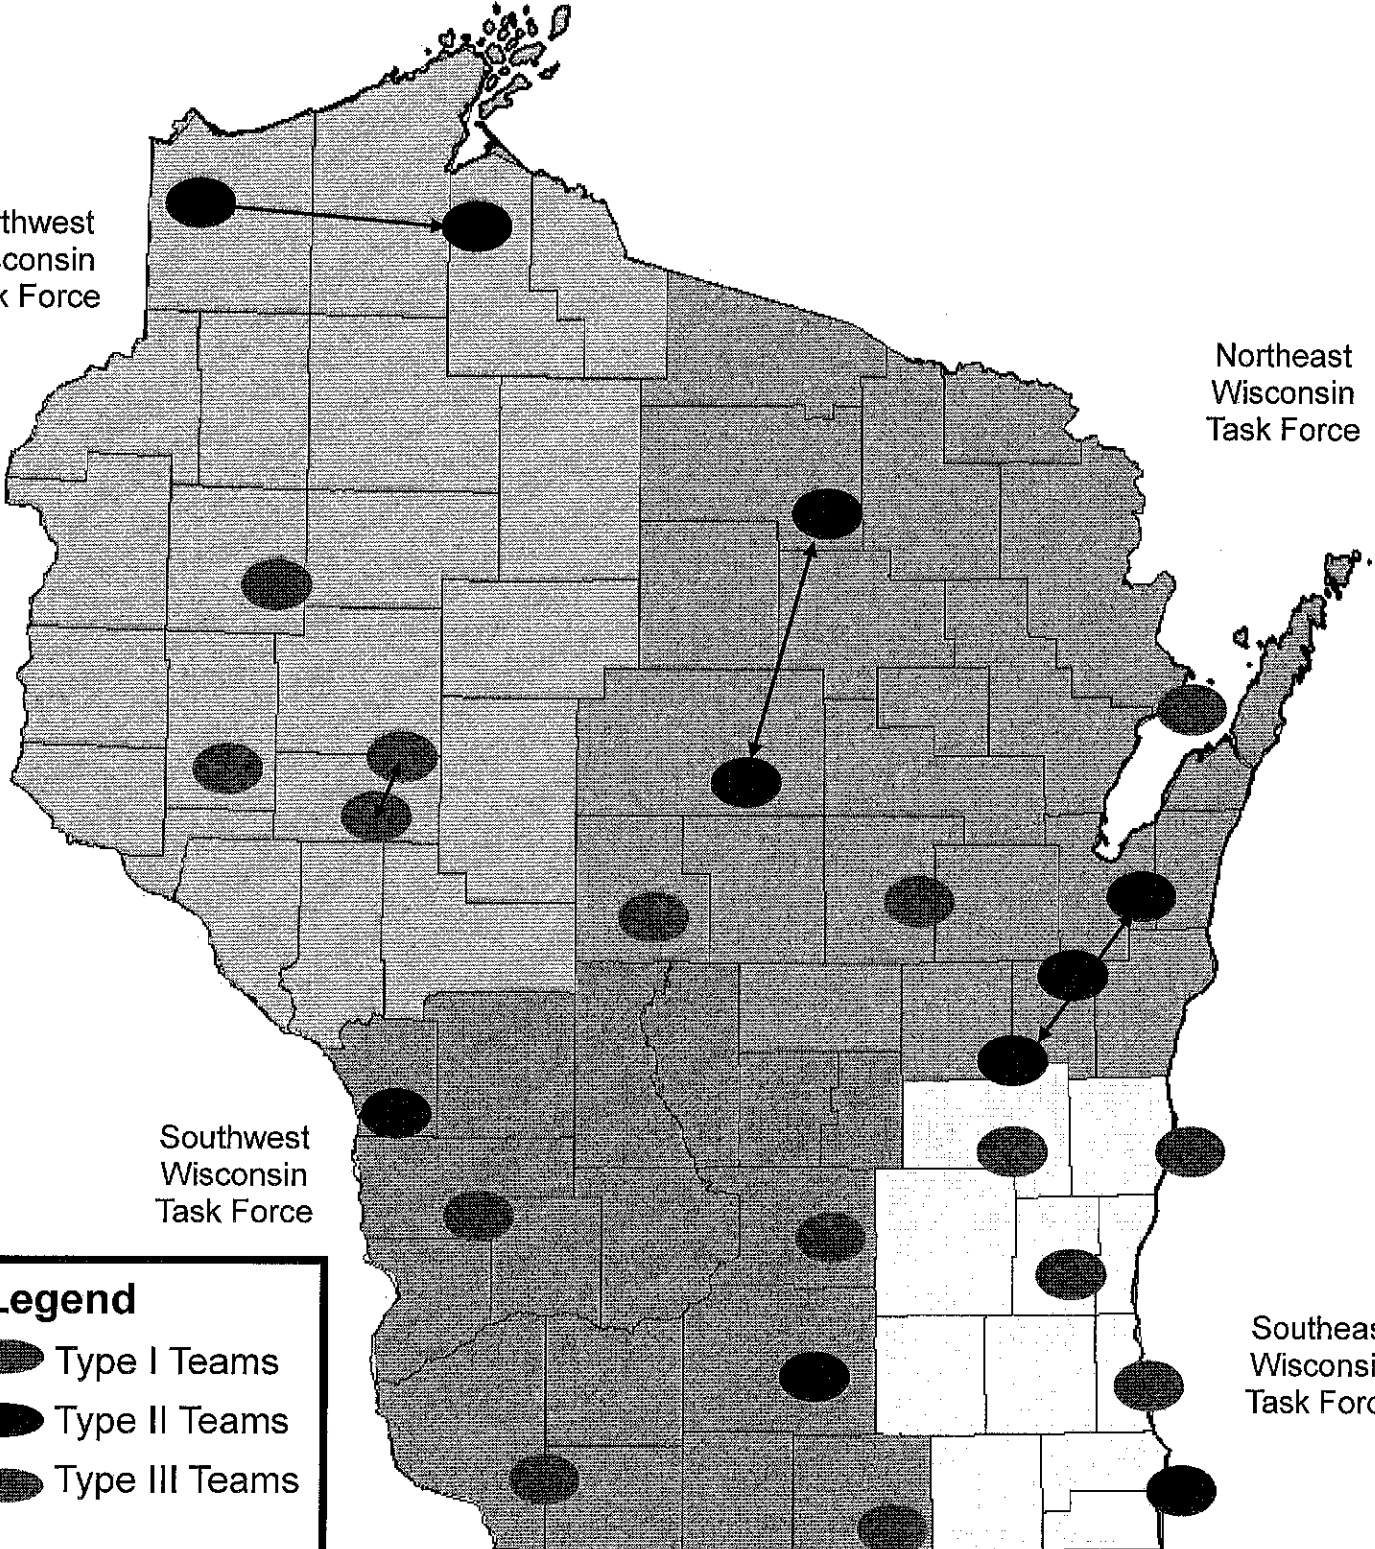 rthwest
consin
k Force
Northeast
Wisconsin
Task Force
Southwest
Wisconsin
Task Force
Legend
Type I Teams
Type II Teams
Type III Teams
Southeas
Wisconsi
Task Forc